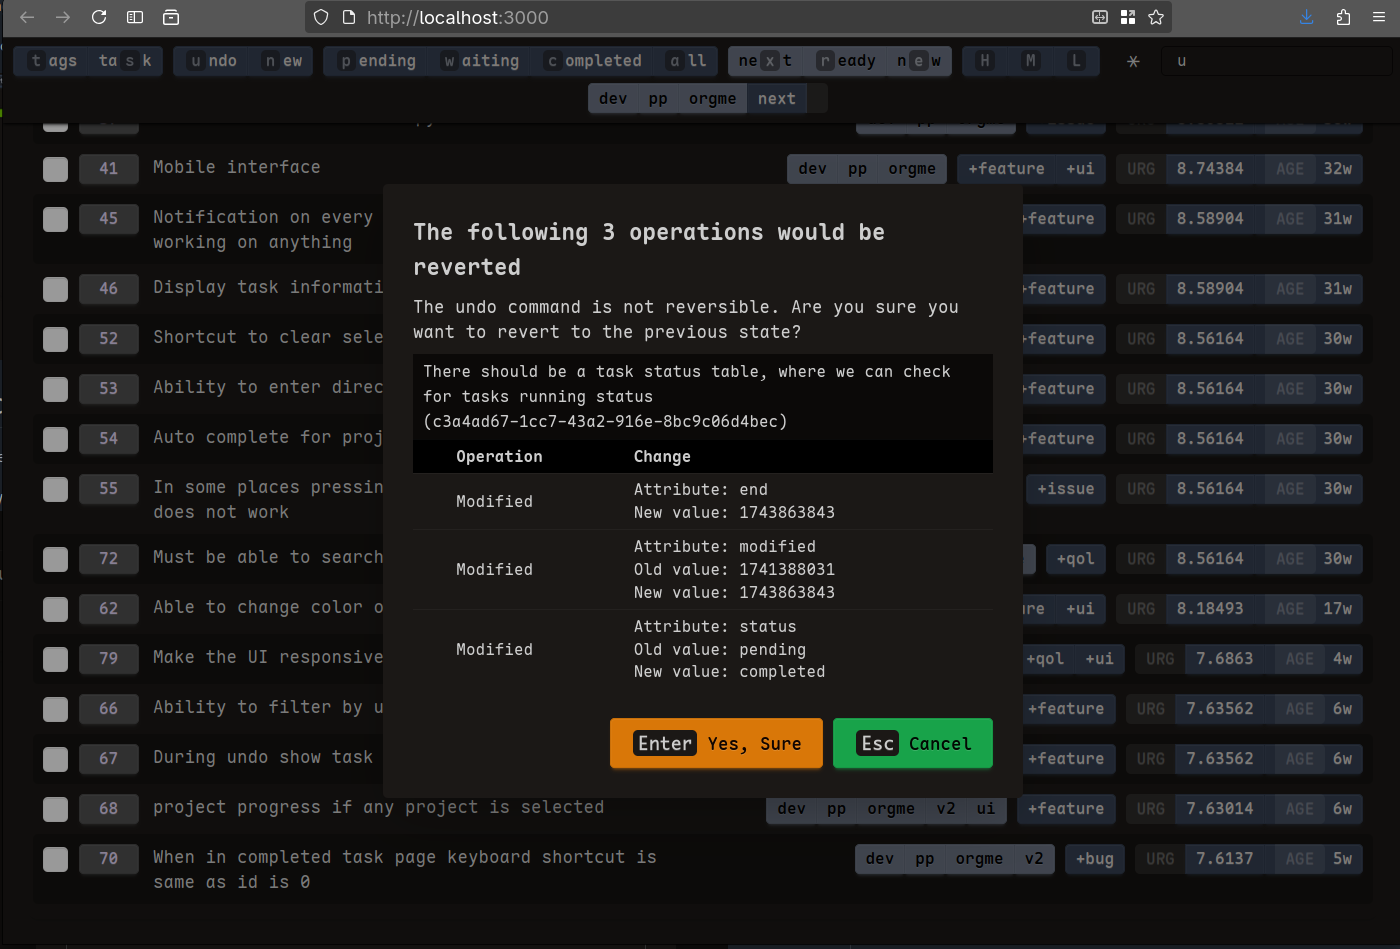 http://localhost:3000
tags task undo new pending waiting completed all next ready new H M L * u
dev pp orgme next
41 Mobile interface dev pp orgme +feature +ui URG 8.74384 AGE 32w
45 Notification on every +feature URG 8.58904 AGE 31w
working on anything
46 Display task informati +feature URG 8.58904 AGE 31w
52 Shortcut to clear sele +feature URG 8.56164 AGE 30w
53 Ability to enter direc +feature URG 8.56164 AGE 30w
54 Auto complete for proj +feature URG 8.56164 AGE 30w
55 In some places pressin +issue URG 8.56164 AGE 30w
does not work
72 Must be able to search +qol URG 8.56164 AGE 30w
62 Able to change color o re +ui URG 8.18493 AGE 17w
79 Make the UI responsive +qol +ui URG 7.6863 AGE 4w
66 Ability to filter by u +feature URG 7.63562 AGE 6w
67 During undo show task +feature URG 7.63562 AGE 6w
68 project progress if any project is selected dev pp orgme v2 ui +feature URG 7.63014 AGE 6w
70 When in completed task page keyboard shortcut is dev pp orgme v2 +bug URG 7.6137 AGE 5w
same as id is 0
The following 3 operations would be
reverted
The undo command is not reversible. Are you sure you
want to revert to the previous state?
There should be a task status table, where we can check
for tasks running status
(c3a4ad67-1cc7-43a2-916e-8bc9c06d4bec)
Operation Change
Modified
Attribute: end
New value: 1743863843
Modified
Attribute: modified
Old value: 1741388031
New value: 1743863843
Modified
Attribute: status
Old value: pending
New value: completed
Enter Yes, Sure Esc Cancel